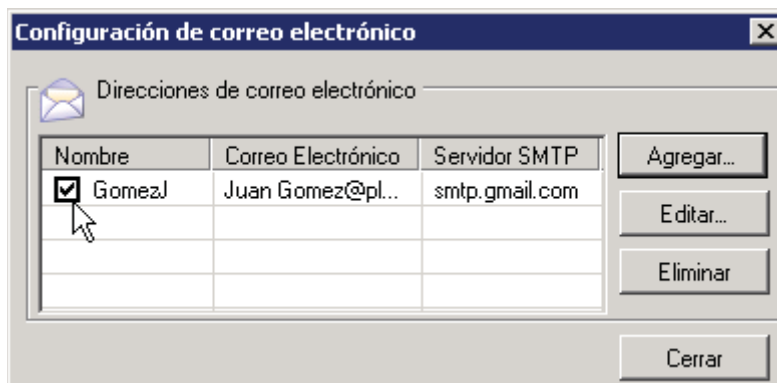 Configuración de correo electrónico
Direcciones de correo electrónico
Nombre Correo Electrónico Servidor SMTP
GomezJ Juan Gomez@pl... smtp.gmail.com
Agregar...
Editar...
Eliminar
Cerrar